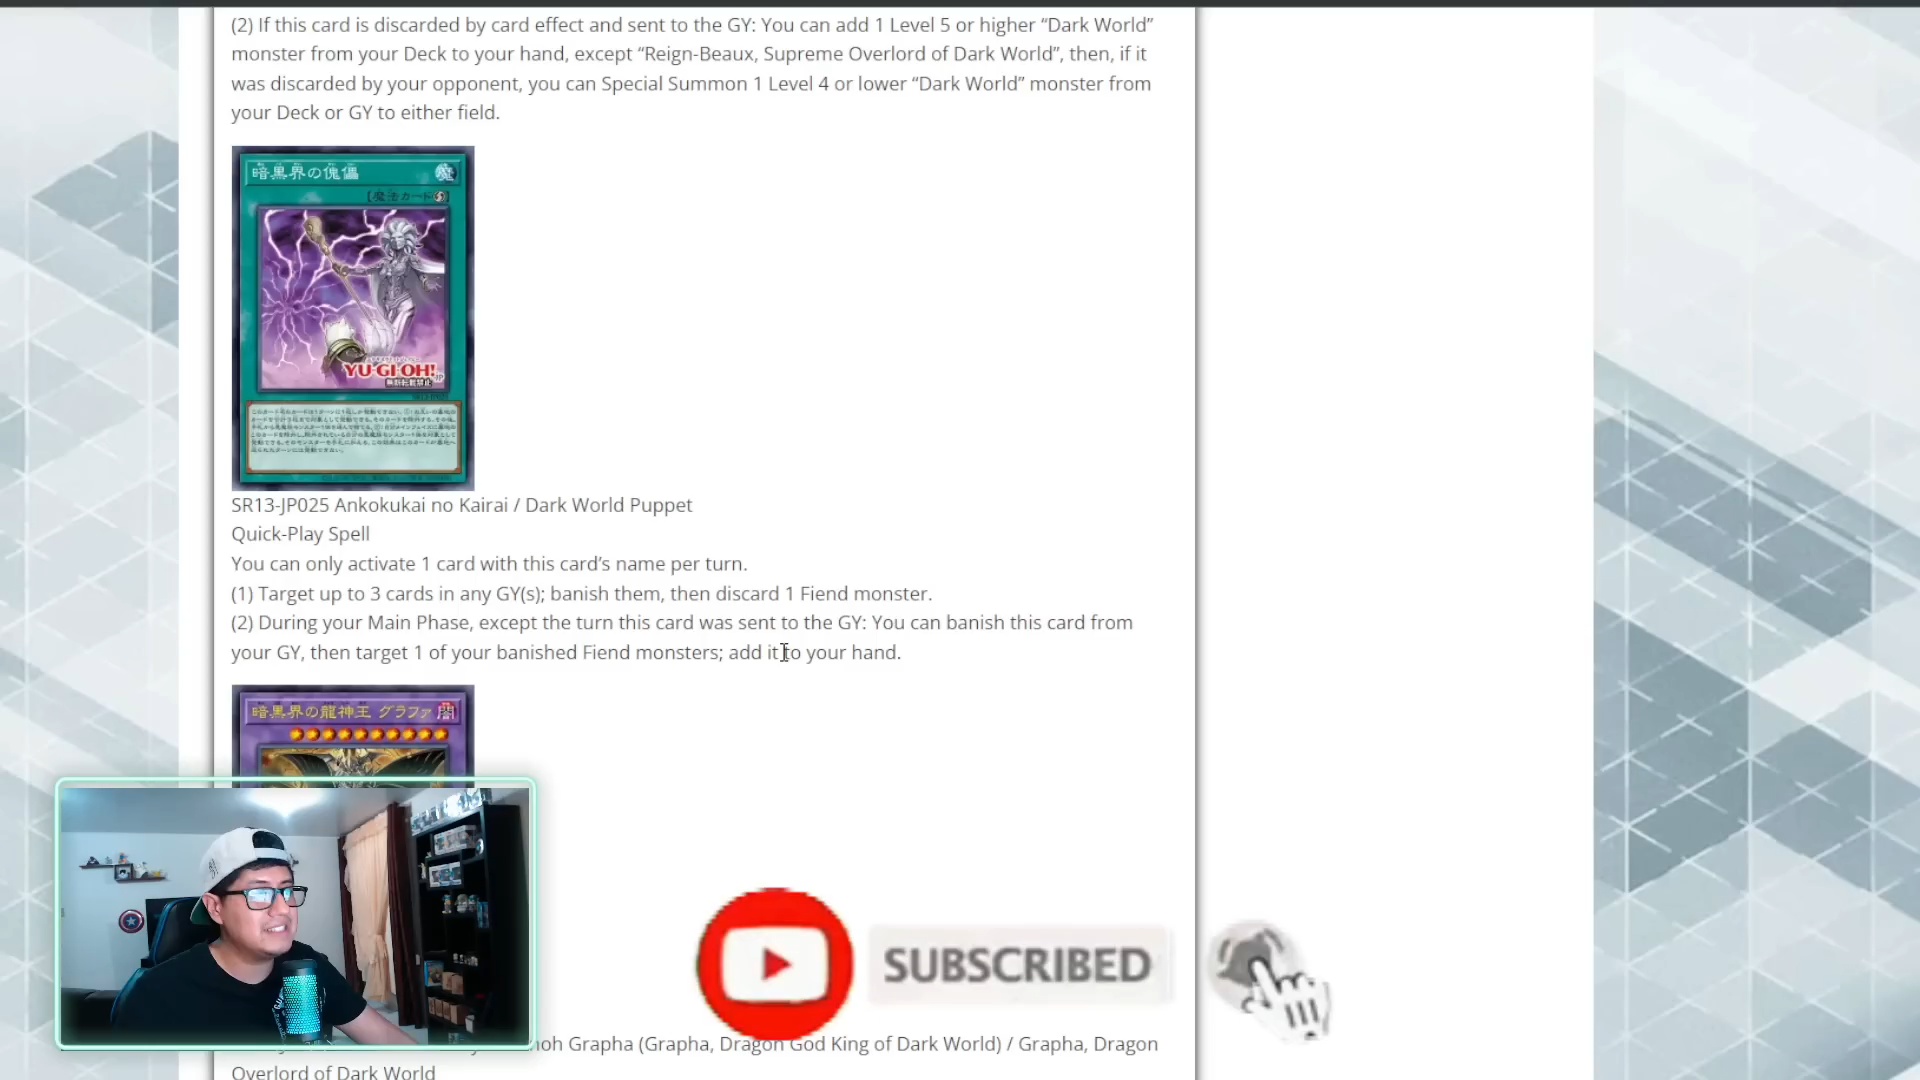 (2) If this card is discarded by card effect and sent to the GY: You can add 1 Level 5 or higher “Dark World”
monster from your Deck to your hand, except “Reign-Beaux, Supreme Overlord of Dark World”, then, if it
was discarded by your opponent, you can Special Summon 1 Level 4 or lower “Dark World” monster from
your Deck or GY to either field.
暗黒界の傀儡
魔
【魔法カード】
YU-GI-OH!
SR13-JP025 Ankokukai no Kairai / Dark World Puppet
Quick-Play Spell
You can only activate 1 card with this card’s name per turn.
(1) Target up to 3 cards in any GY(s); banish them, then discard 1 Fiend monster.
(2) During your Main Phase, except the turn this card was sent to the GY: You can banish this card from
your GY, then target 1 of your banished Fiend monsters; add it to your hand.
暗黒界の龍神王 グラファ 闇
SUBSCRIBED
Grapha (Grapha, Dragon God King of Dark World) / Grapha, Dragon
Overlord of Dark World